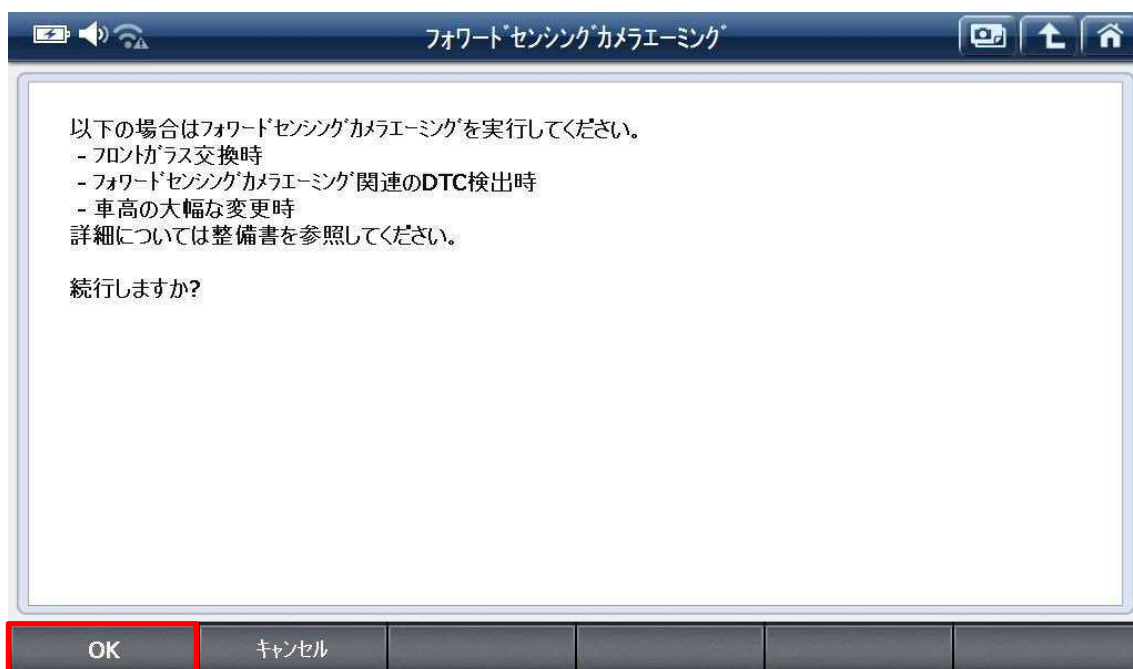 フォワードセンシングカメラエーミング
以下の場合はフォワードセンシングカメラエーミングを実行してください。
- フロントガラス交換時
- フォワードセンシングカメラエーミング関連のDTC検出時
- 車高の大幅な変更時
詳細については整備書を参照してください。
続行しますか?
OK
キャンセル